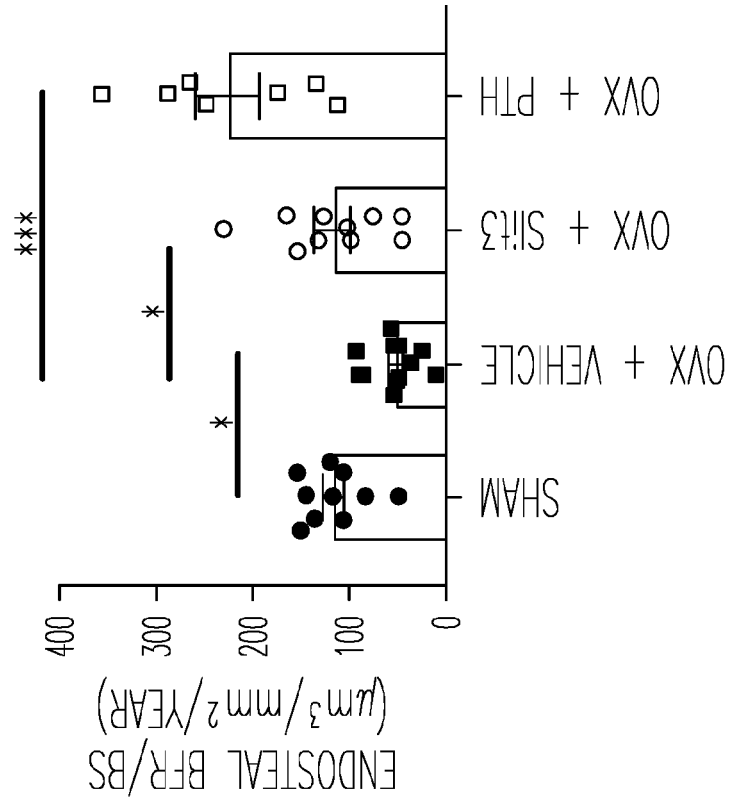 ENDOSTEAL BFR/BS
(μm³/mm²/YEAR)
400
300
200
100
0
***
*
*
SHAM
OVX + VEHICLE
OVX + Slit3
OVX + PTH